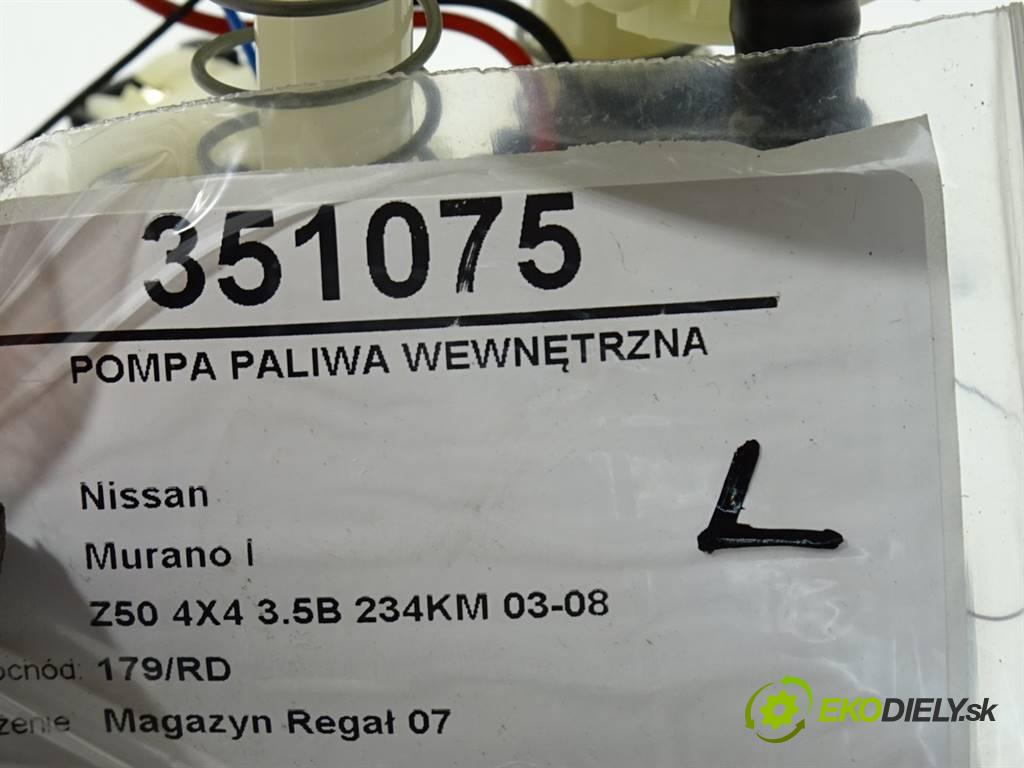 351075
POMPA PALIWA WEWNĘTRZNA
Nissan
Murano I
Z50 4X4 3.5B 234KM 03-08
179/RD
Magazyn Regał 07
L
EKODIELY.sk